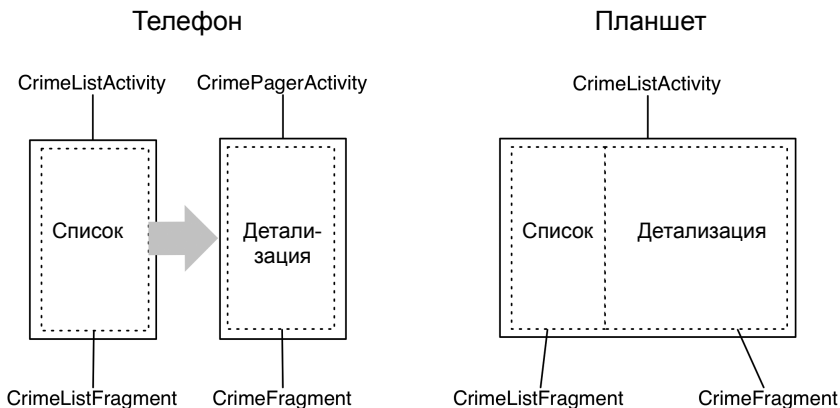 Телефон
Планшет
CrimeListActivity
CrimePagerActivity
CrimeListActivity
Список
Детали-
зация
Список
Детализация
CrimeListFragment
CrimeFragment
CrimeListFragment
CrimeFragment